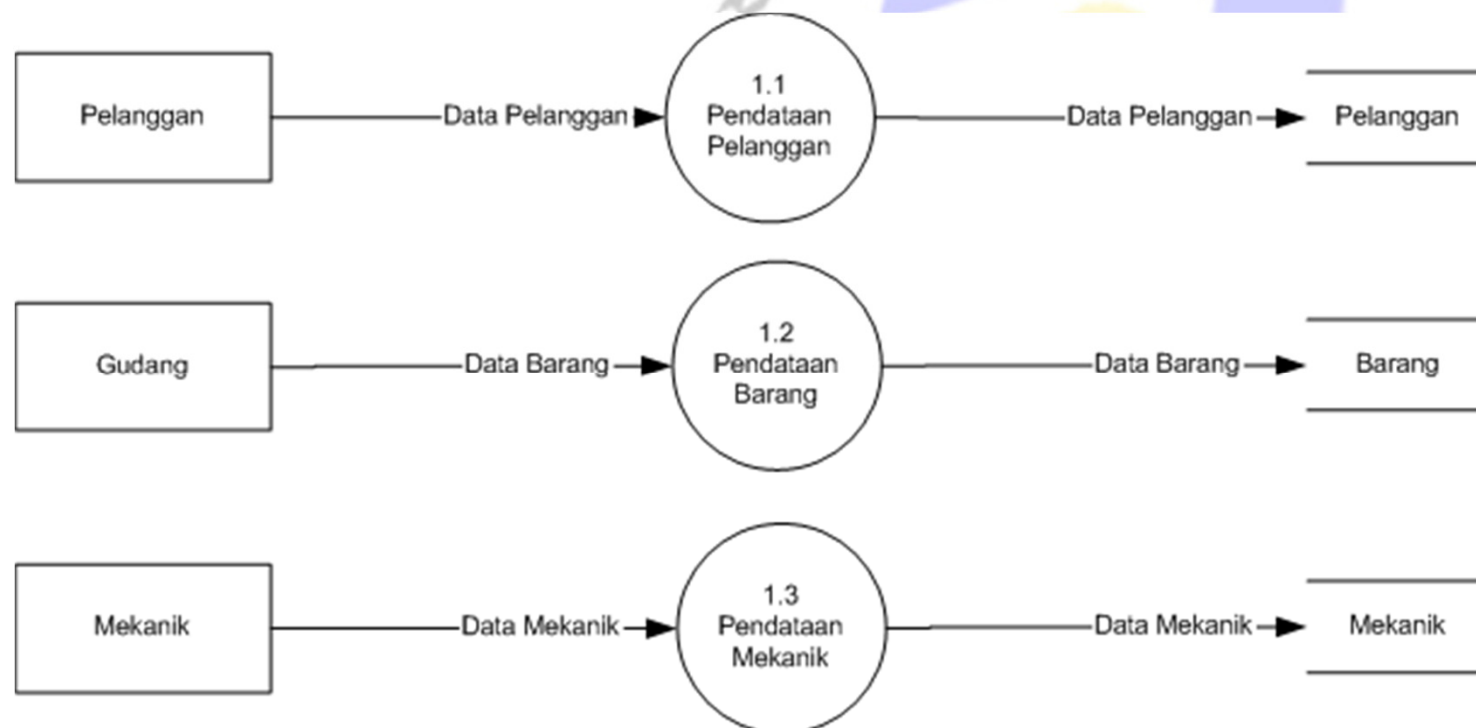 Pelanggan
Data Pelanggan
1.1
Pendataan
Pelanggan
Data Pelanggan
Pelanggan
Gudang
Data Barang
1.2
Pendataan
Barang
Data Barang
Barang
Mekanik
Data Mekanik
1.3
Pendataan
Mekanik
Data Mekanik
Mekanik